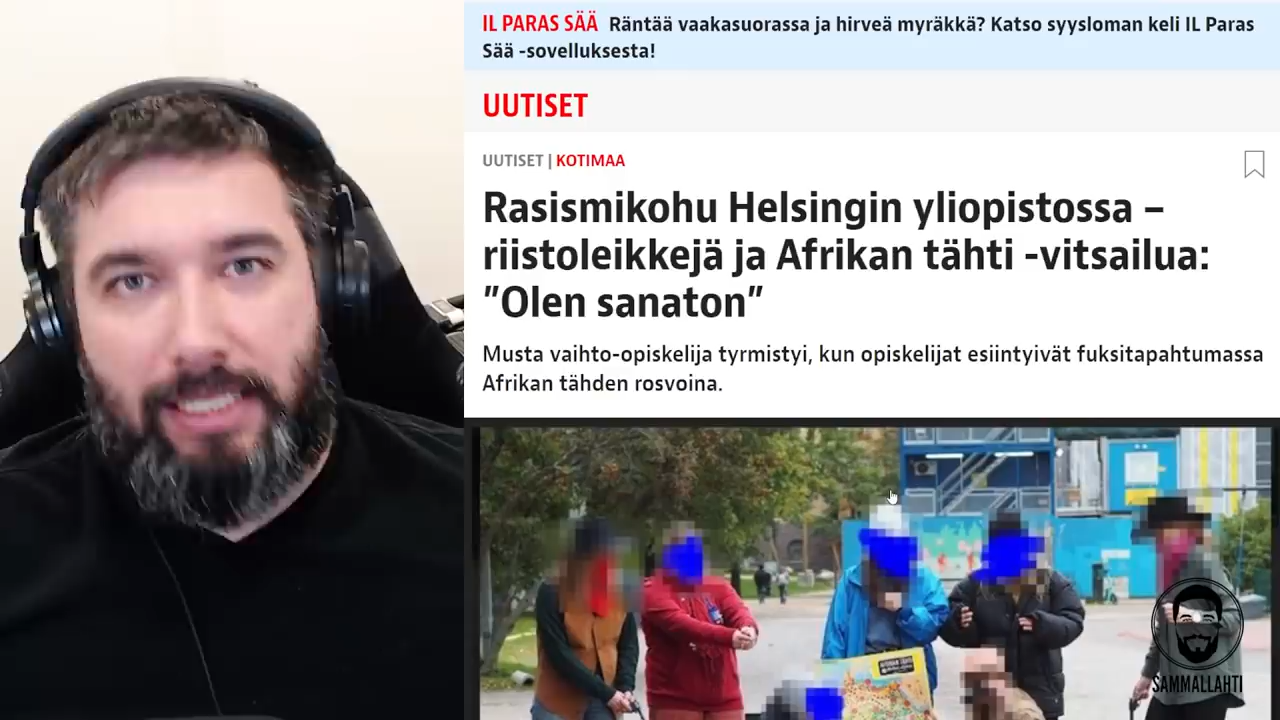 IL PARAS SÄÄ Räntää vaakasuorassa ja hirveä myräkkä? Katso syysloman keli IL Paras
Sää -sovelluksesta!
UUTISET
UUTISET | KOTIMAA
Rasismikohu Helsingin yliopistossa –
riistoleikkejä ja Afrikan tähti -vitsailua:
”Olen sanaton”
Musta vaihto-opiskelija tyrmistyi, kun opiskelijat esiintyivät fuksitapahtumassa
Afrikan tähden rosvoina.
AFRIKAN TÄHTI
SAMMALLAHTI